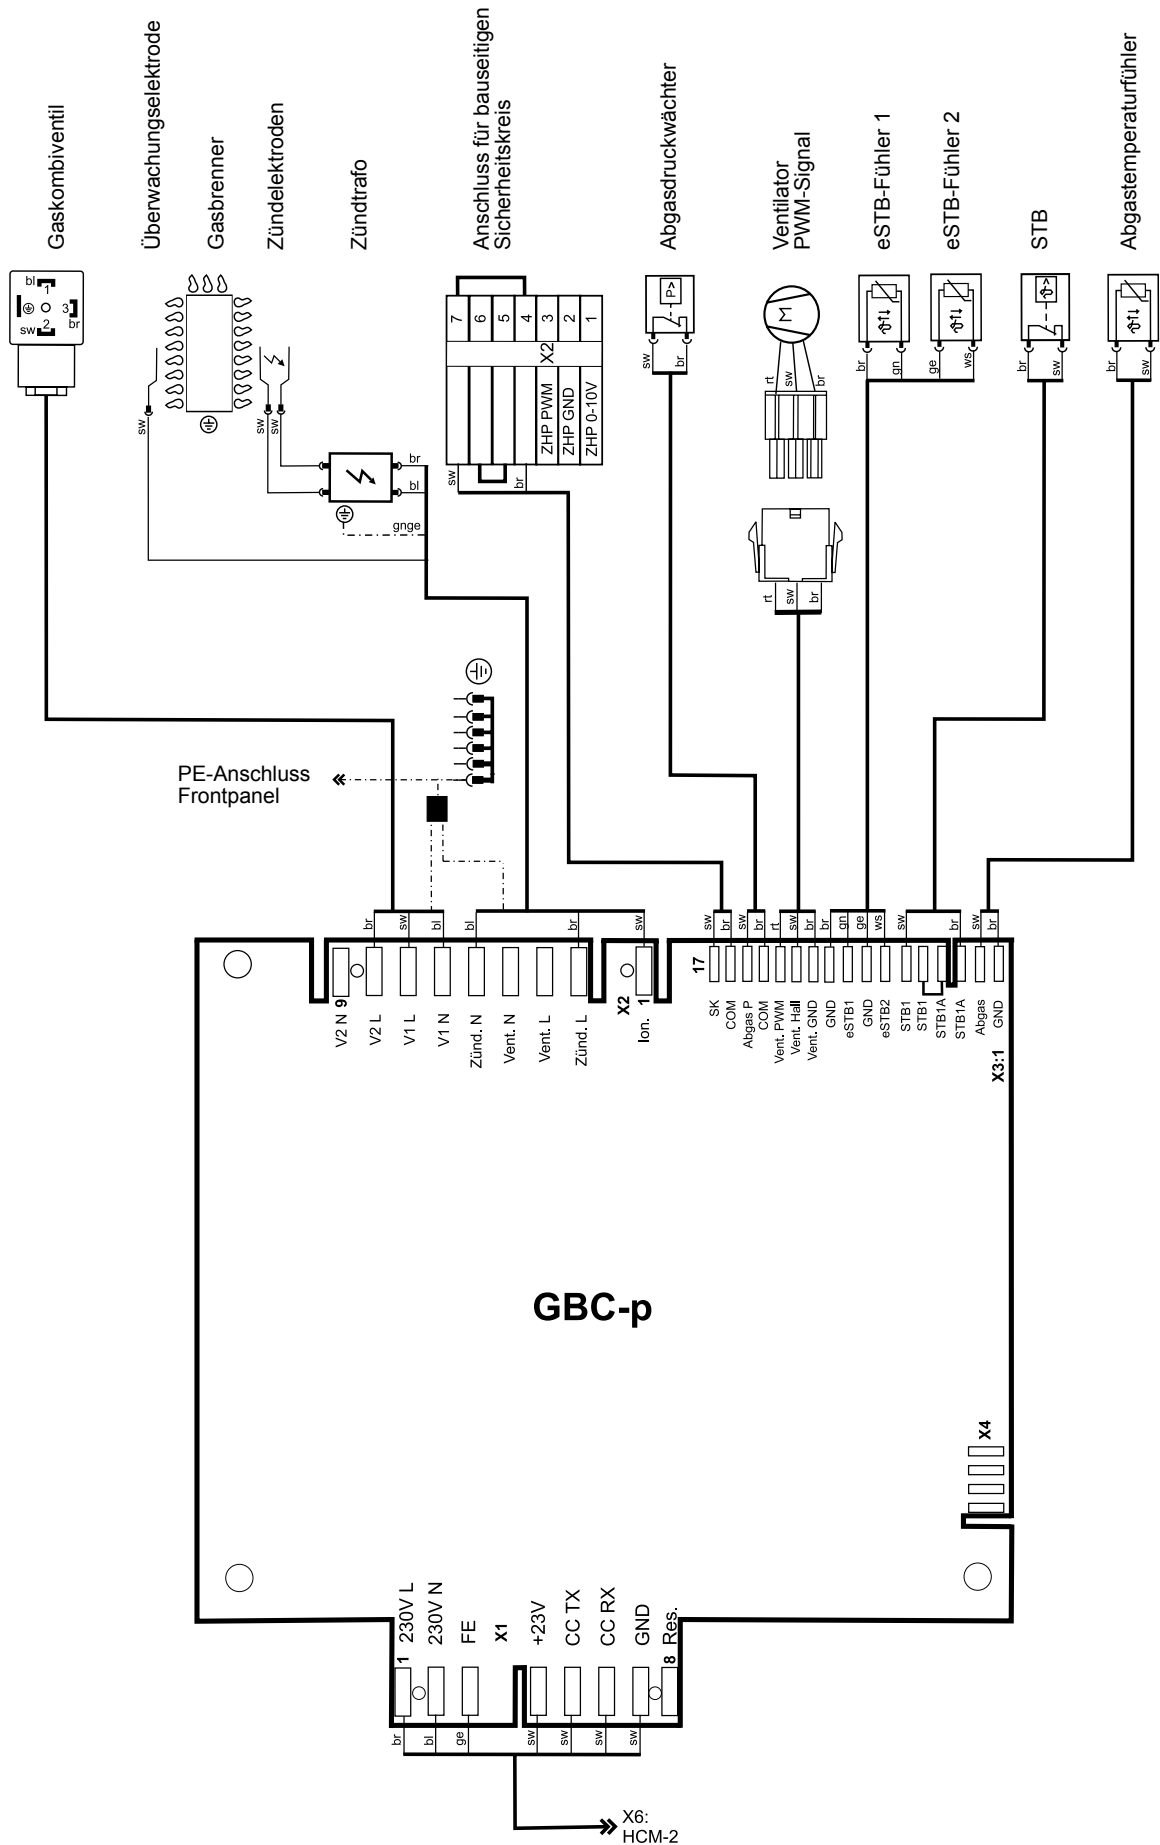 Gaskombiventil
Überwachungselektrode
Gasbrenner
Zündelektroden
Zündtrafo
Anschluss für bauseitigen
Sicherheitskreis
Abgasdruckwächter
Ventilator
PWM-Signal
eSTB-Fühler 1
eSTB-Fühler 2
STB
Abgastemperaturfühler
bl
1
2
sw
3
br
sw
sw
sw
br
bl
gnge
7
6
5
4
3
2
1
X2
ZHP PWM
ZHP GND
ZHP 0-10V
sw
br
P>
sw
br
M
rt
sw
br
rt
sw
br
br
gn
ge
ws
br
sw
br
sw
PE-Anschluss
Frontpanel
br
sw
bl
bl
br
sw
sw
br
sw
br
rt
sw
br
br
gn
ge
ws
sw
br
sw
br
V2 N 9
V2 L
V1 L
V1 N
Zünd. N
Vent. N
Vent. L
Zünd. L
X2
Ion. 1
17
SK
COM
Abgas P
COM
Vent. PWM
Vent. Hall
Vent. GND
GND
eSTB1
GND
eSTB2
STB1
STB1
STB1A
STB1A
Abgas
GND
X3:1
GBC-p
X4
1 230V L
230V N
FE
X1
+23V
CC TX
CC RX
GND
8 Res.
br
bl
ge
sw
sw
sw
sw
X6:
HCM-2